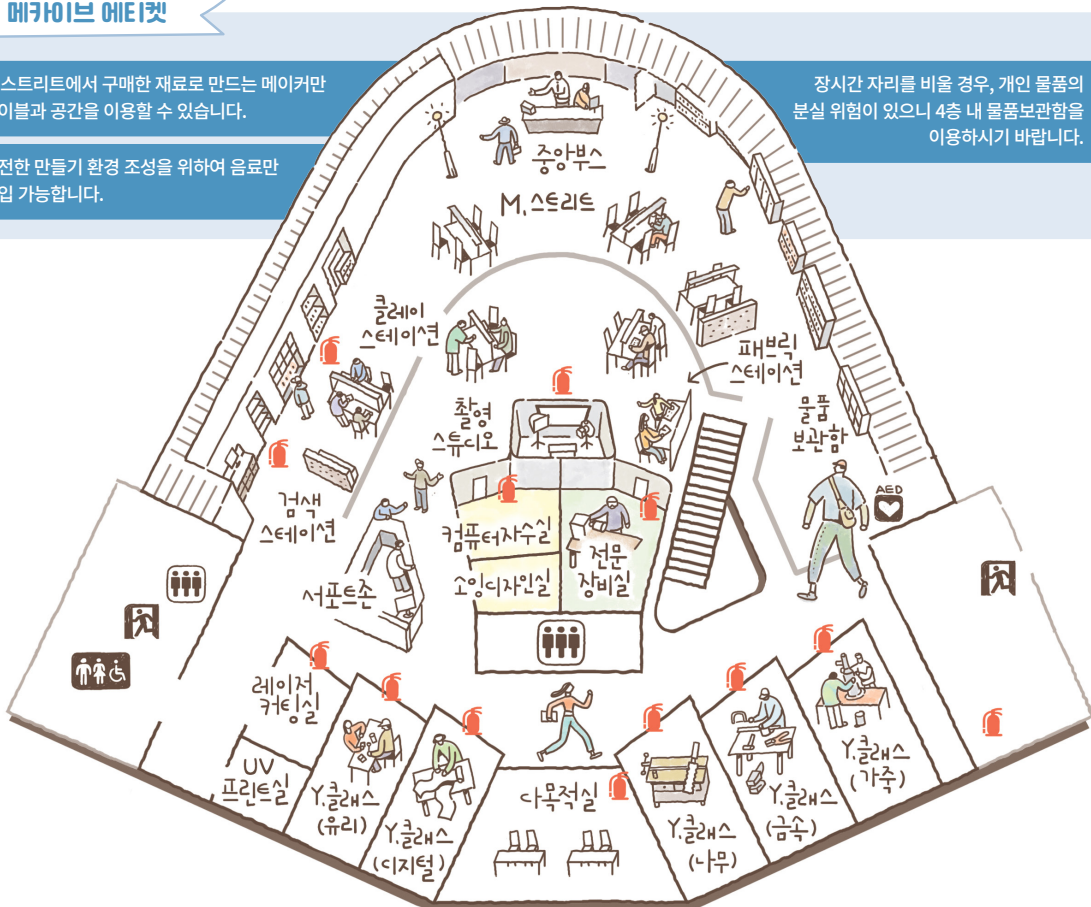 메카이브 에티켓
스트리트에서 구매한 재료로 만드는 메이커만
이블과 공간을 이용할 수 있습니다.
전한 만들기 환경 조성을 위하여 음료만
입 가능합니다.
장시간 자리를 비울 경우, 개인 물품의
분실 위험이 있으니 4층 내 물품보관함을
이용하시기 바랍니다.
중앙부스
M.스트리트
클레이
스테이션
패브릭
스테이션
촬영
스튜디오
물품
보관함
AED
검색
스테이션
컴퓨터자수실
전문
장비실
소잉디자인실
서포트존
레이저
커팅실
UV
프린트실
Y.클래스
(유리)
Y.클래스
(디지털)
다목적실
Y.클래스
(나무)
Y.클래스
(금속)
Y.클래스
(가죽)